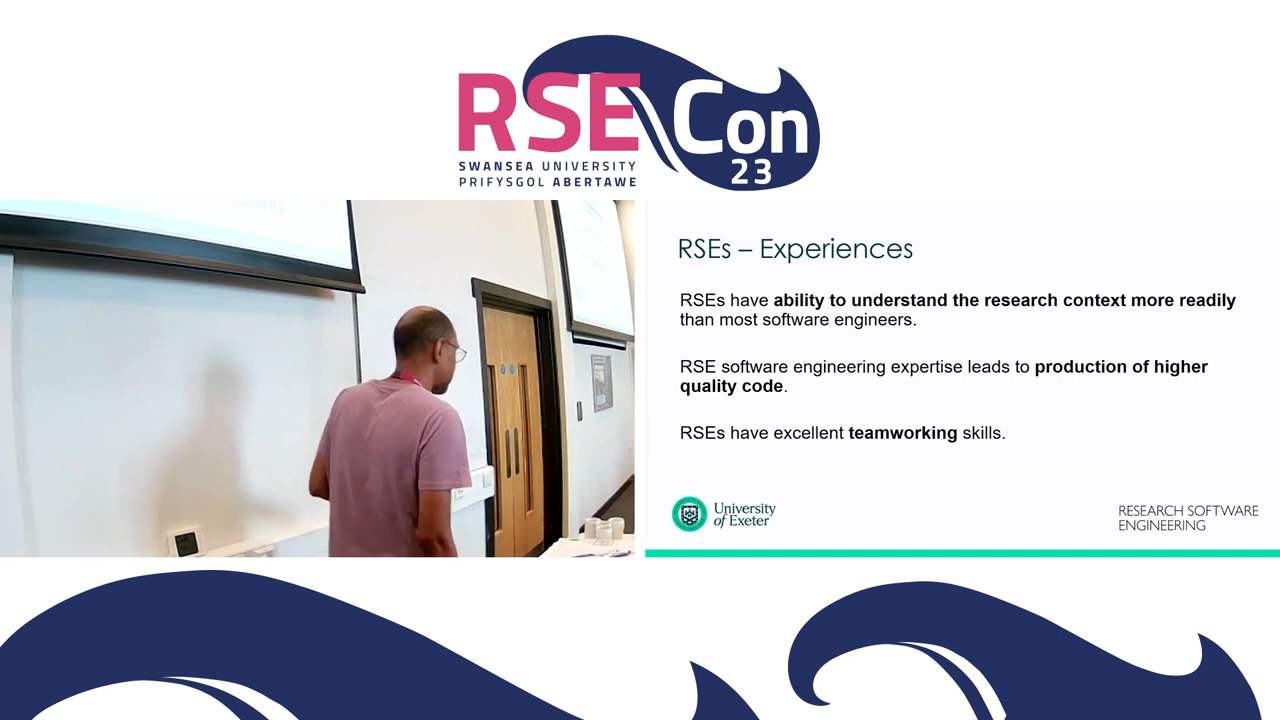 RSE Con
23
SWANSEA UNIVERSITY
PRIFYSGOL ABERTAWE
RSEs – Experiences
RSEs have ability to understand the research context more readily
than most software engineers.
RSE software engineering expertise leads to production of higher
quality code.
RSEs have excellent teamworking skills.
University
of Exeter
RESEARCH SOFTWARE
ENGINEERING